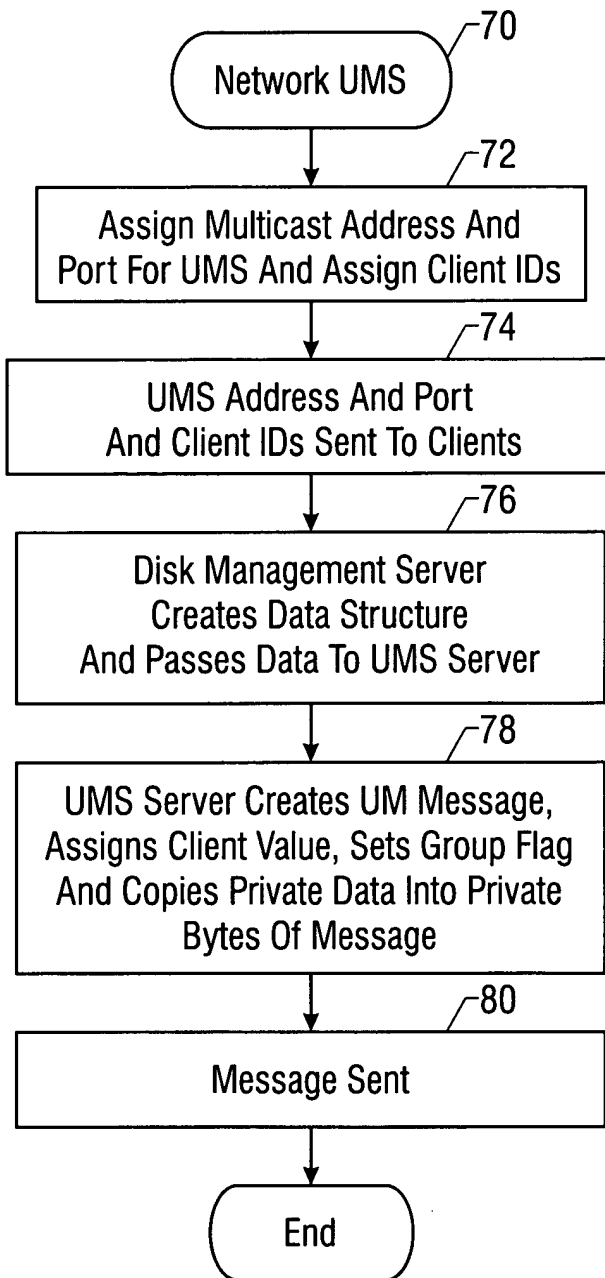 70
Network UMS
72
Assign Multicast Address And
Port For UMS And Assign Client IDs
74
UMS Address And Port
And Client IDs Sent To Clients
76
Disk Management Server
Creates Data Structure
And Passes Data To UMS Server
78
UMS Server Creates UM Message,
Assigns Client Value, Sets Group Flag
And Copies Private Data Into Private
Bytes Of Message
80
Message Sent
End